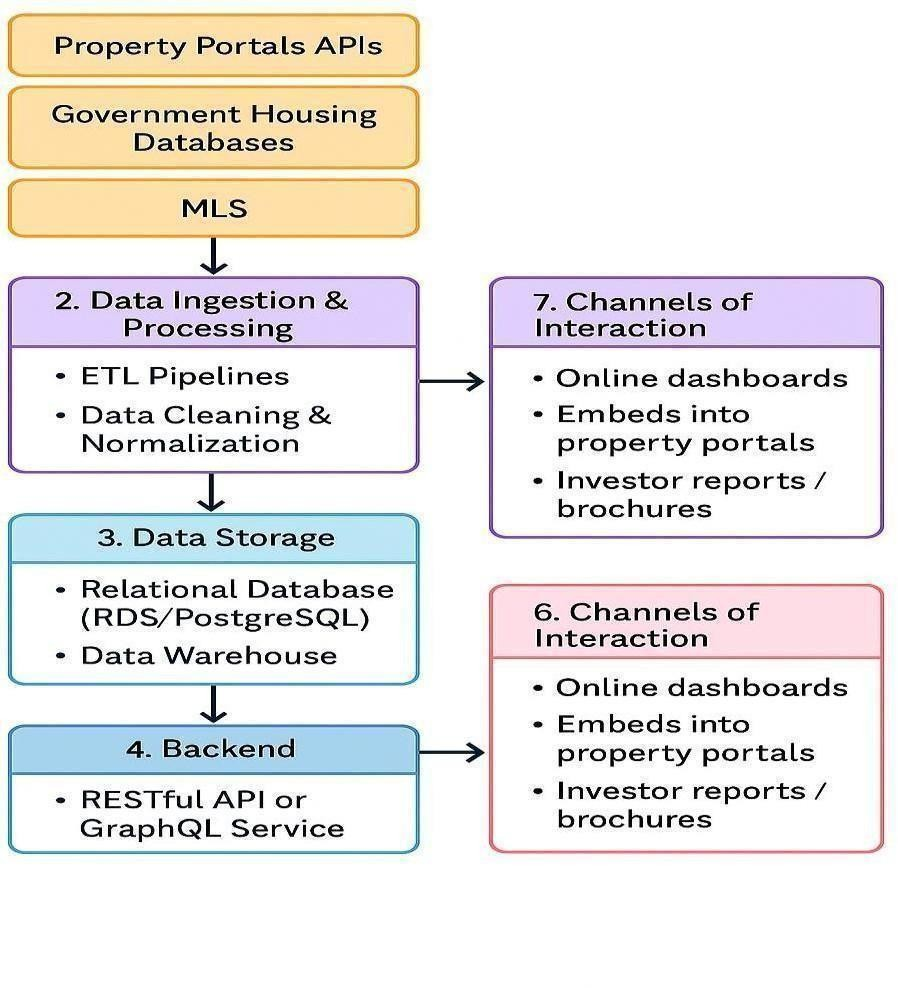 Property Portals APIs
Government Housing
Databases
MLS
2. Data Ingestion &
Processing
• ETL Pipelines
• Data Cleaning &
Normalization
7. Channels of
Interaction
• Online dashboards
• Embeds into
property portals
• Investor reports /
brochures
3. Data Storage
• Relational Database
(RDS/PostgreSQL)
• Data Warehouse
6. Channels of
Interaction
• Online dashboards
• Embeds into
property portals
• Investor reports /
brochures
4. Backend
• RESTful API or
GraphQL Service